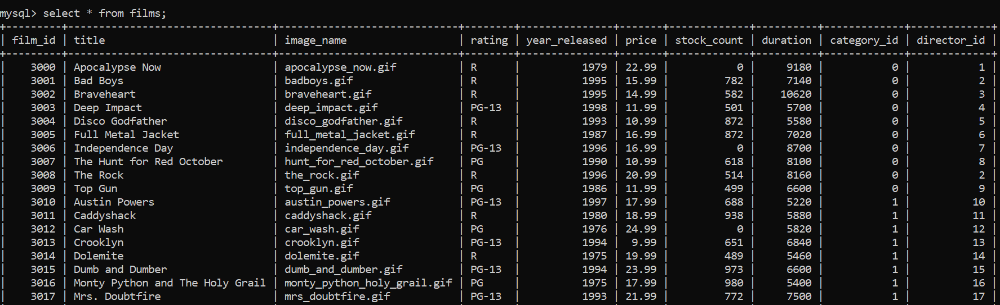 mysql> select * from films;
+---------+---------------------------------+-----------------------------+--------+---------------+-------+-------------+----------+-------------+-------------+
| film_id | title                           | image_name                  | rating | year_released | price | stock_count | duration | category_id | director_id |
+---------+---------------------------------+-----------------------------+--------+---------------+-------+-------------+----------+-------------+-------------+
|    3000 | Apocalypse Now                  | apocalypse_now.gif          | R      |          1979 | 22.99 |           0 |     9180 |           0 |           1 |
|    3001 | Bad Boys                        | badboys.gif                 | R      |          1995 | 15.99 |         782 |     7140 |           0 |           2 |
|    3002 | Braveheart                      | braveheart.gif              | R      |          1995 | 14.99 |         582 |    10620 |           0 |           3 |
|    3003 | Deep Impact                     | deep_impact.gif             | PG-13  |          1998 | 11.99 |         501 |     5700 |           0 |           4 |
|    3004 | Disco Godfather                 | disco_godfather.gif         | R      |          1993 | 10.99 |         872 |     5580 |           0 |           5 |
|    3005 | Full Metal Jacket               | full_metal_jacket.gif       | R      |          1987 | 16.99 |         872 |     7020 |           0 |           6 |
|    3006 | Independence Day                | independence_day.gif        | PG-13  |          1996 | 16.99 |           0 |     8700 |           0 |           7 |
|    3007 | The Hunt for Red October        | hunt_for_red_october.gif    | PG     |          1990 | 10.99 |         618 |     8100 |           0 |           8 |
|    3008 | The Rock                        | the_rock.gif                | R      |          1996 | 20.99 |         514 |     8160 |           0 |           2 |
|    3009 | Top Gun                         | top_gun.gif                 | PG     |          1986 | 11.99 |         499 |     6600 |           0 |           9 |
|    3010 | Austin Powers                   | austin_powers.gif           | PG-13  |          1997 | 17.99 |         688 |     5220 |           1 |          10 |
|    3011 | Caddyshack                      | caddyshack.gif              | R      |          1980 | 18.99 |         938 |     5880 |           1 |          11 |
|    3012 | Car Wash                        | car_wash.gif                | PG     |          1976 | 24.99 |           0 |     5820 |           1 |          12 |
|    3013 | Crooklyn                        | crooklyn.gif                | PG-13  |          1994 |  9.99 |         651 |     6840 |           1 |          13 |
|    3014 | Dolemite                        | dolemite.gif                | R      |          1975 | 19.99 |         489 |     5460 |           1 |          14 |
|    3015 | Dumb and Dumber                 | dumb_and_dumber.gif         | PG-13  |          1994 | 23.99 |         973 |     6600 |           1 |          15 |
|    3016 | Monty Python and The Holy Grail | monty_python_holy_grail.gif | PG     |          1975 | 17.99 |         980 |     5400 |           1 |          16 |
|    3017 | Mrs. Doubtfire                  | mrs_doubtfire.gif           | PG-13  |          1993 | 21.99 |         772 |     7500 |           1 |          17 |